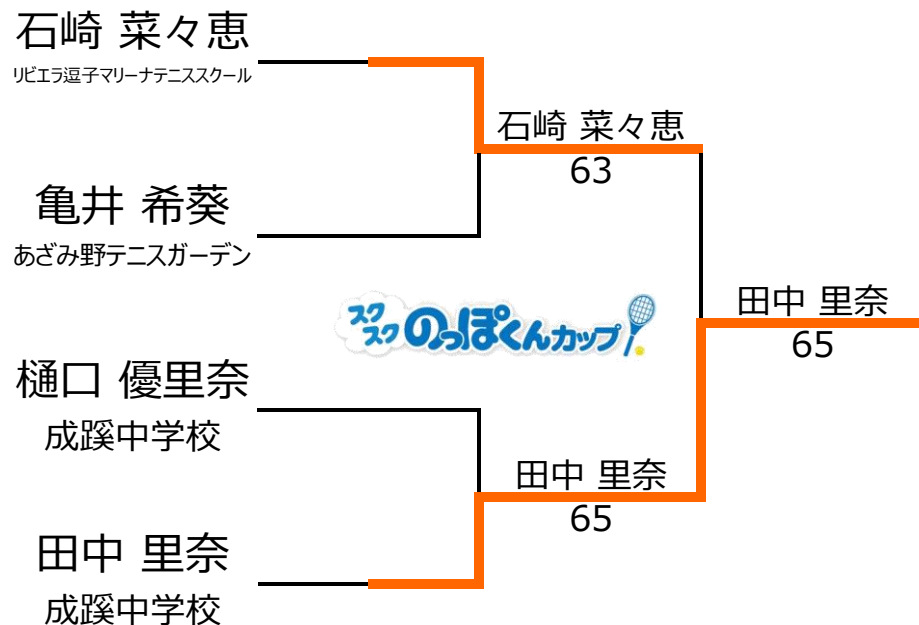 石崎 菜々恵
リビエラ逗子マリーナテニススクール
石崎 菜々恵
63
亀井 希葵
あざみ野テニスガーデン
スクスクのっぽくんカップ
田中 里奈
65
樋口 優里奈
成蹊中学校
田中 里奈
65
田中 里奈
成蹊中学校